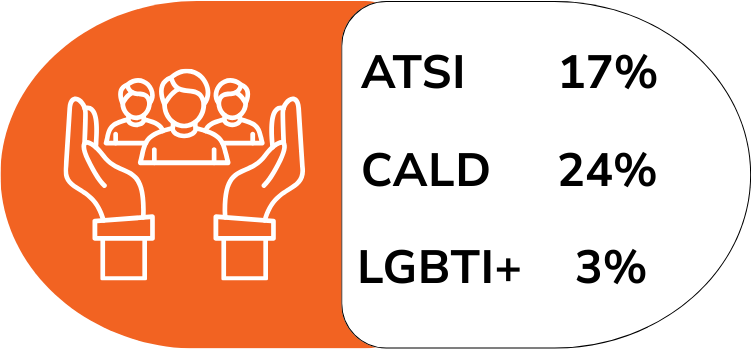 ATSI 17%
CALD 24%
LGBTI+ 3%